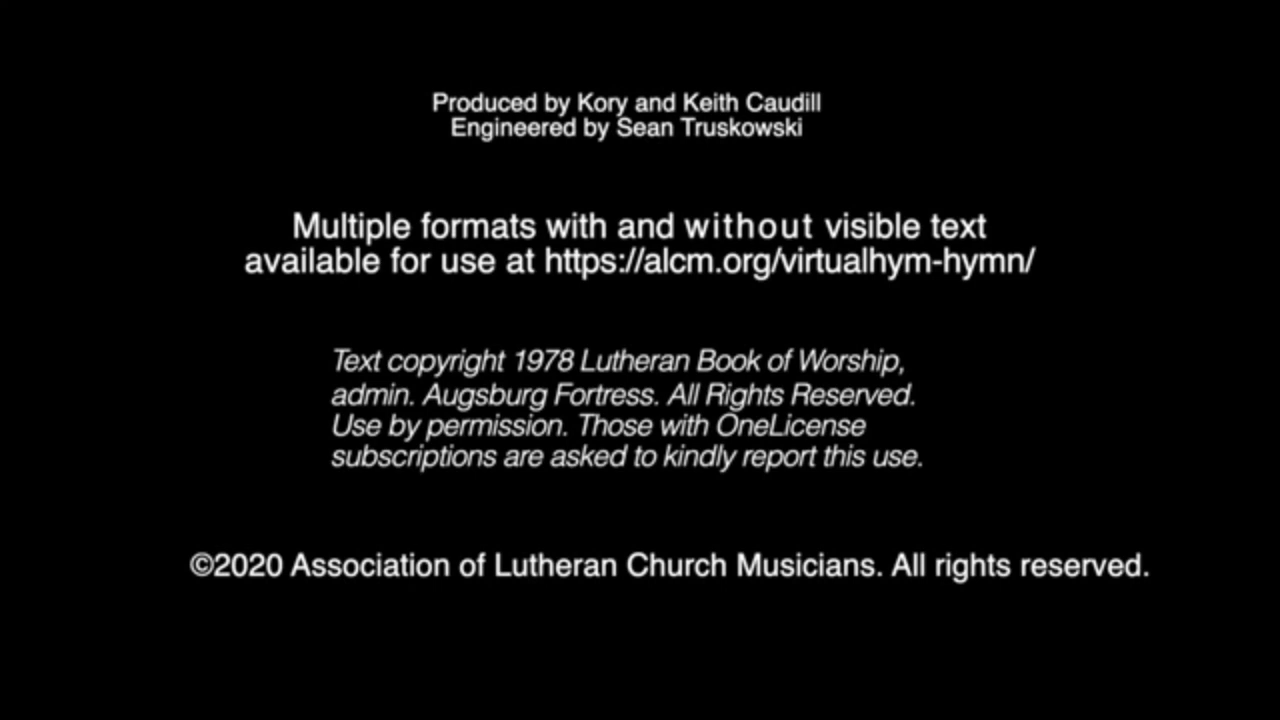 Produced by Kory and Keith Caudill
Engineered by Sean Truskowski
Multiple formats with and without visible text
available for use at https://alcm.org/virtualhym-hymn/
Text copyright 1978 Lutheran Book of Worship,
admin. Augsburg Fortress. All Rights Reserved.
Use by permission. Those with OneLicense
subscriptions are asked to kindly report this use.
©2020 Association of Lutheran Church Musicians. All rights reserved.